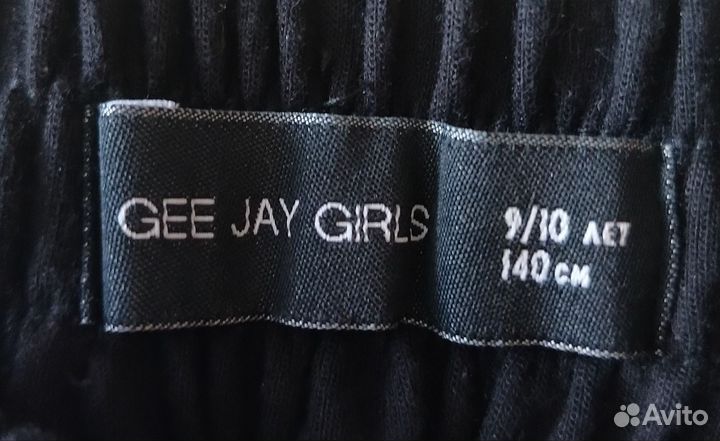 GEE JAY GIRLS
9/10 ЛЕТ
140 СМ
Avito